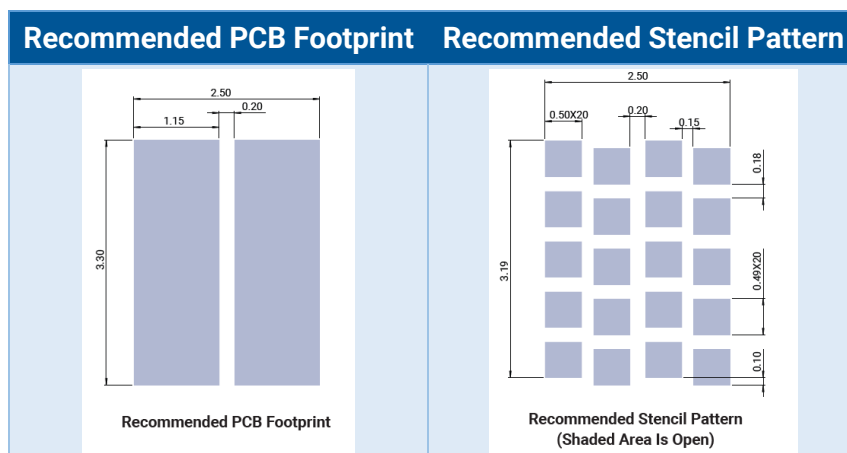 Recommended PCB Footprint
Recommended Stencil Pattern
2.50
0.20
1.15
3.30
Recommended PCB Footprint
2.50
0.50X20
0.20
0.15
0.18
3.19
0.49X20
0.10
Recommended Stencil Pattern
(Shaded Area Is Open)